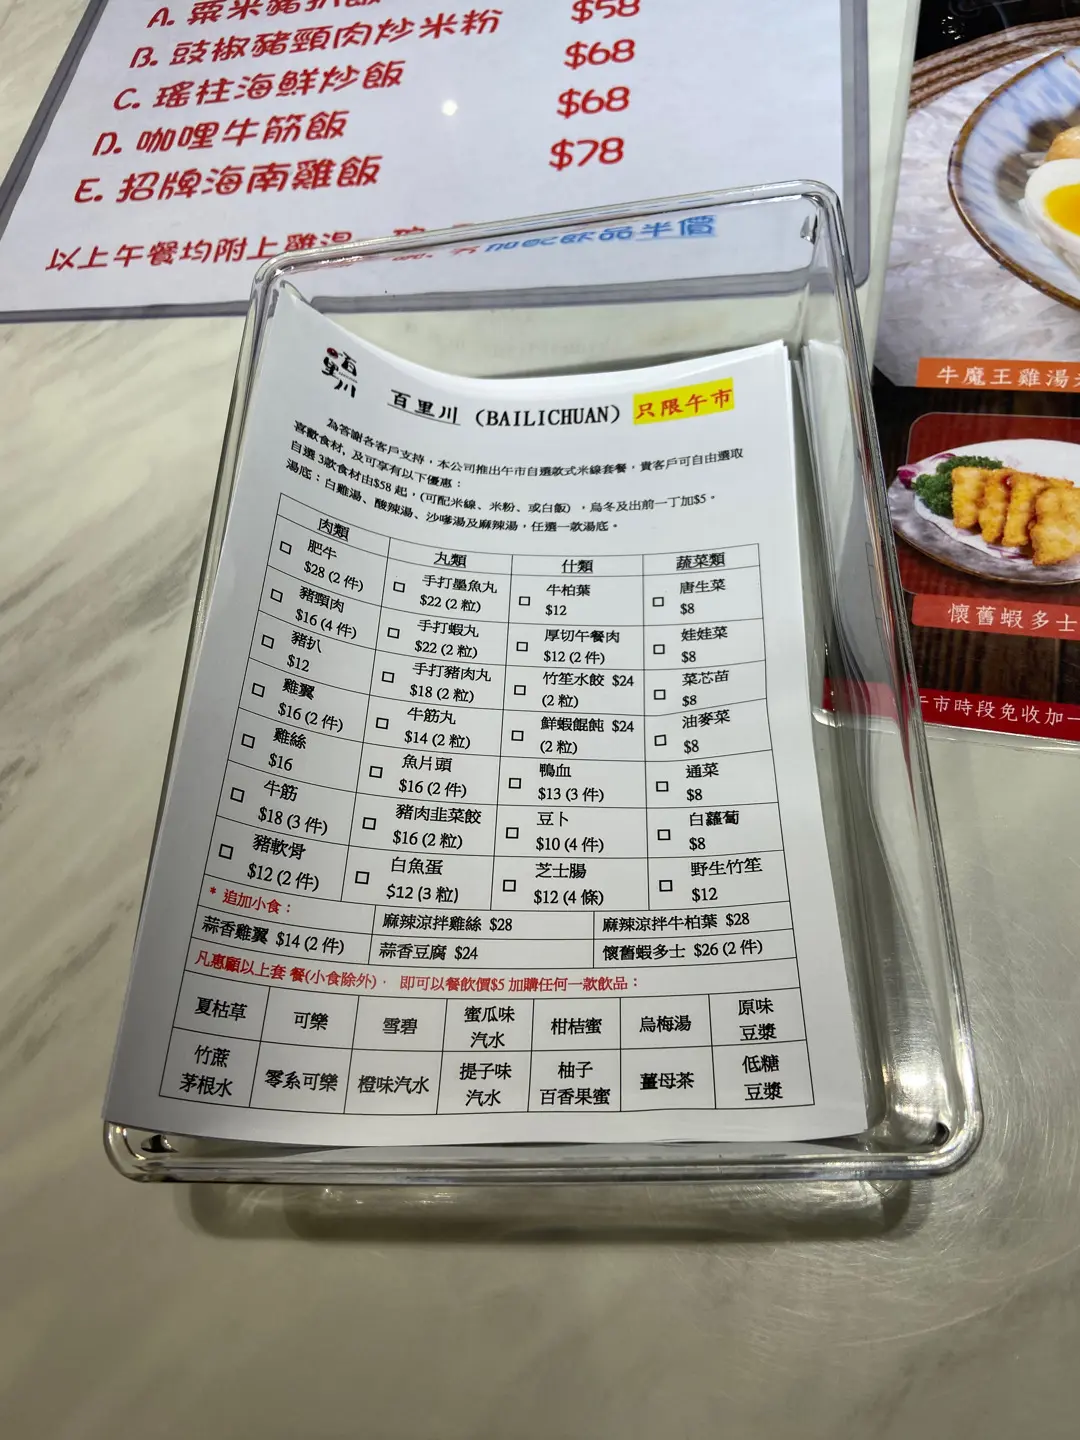 A. 粟米豬扒飯 $58
B. 豉椒豬頸肉炒米粉 $68
C. 瑤柱海鮮炒飯 $68
D. 咖哩牛筋飯
E. 招牌海南雞飯 $78
以上午餐均附上雞湯
飲品半價
百里川
百里川（BAILICHUAN）只限午市
為答謝各客戶支持，本公司推出午市自選款式米線套餐，貴客戶可自由選取
喜歡食材, 及可享有以下優惠：
自選 3款食材由$58 起，(可配米線、米粉、或白飯)，烏冬及出前一丁加$5。
湯底：白雞湯、酸辣湯、沙嗲湯及麻辣湯，任選一款湯底。
肉類 丸類 什類 蔬菜類
肥牛 手打墨魚丸 牛柏葉 唐生菜
$28 (2 件) $22 (2 粒) $12 $8
豬頸肉 手打蝦丸 厚切午餐肉 娃娃菜
$16 (4 件) $22 (2 粒) $12 (2 件) $8
豬扒 手打豬肉丸 竹笙水餃 $24 菜芯苗
$12 $18 (2 粒) (2 粒) $8
雞翼 牛筋丸 鮮蝦餛飩 $24 油麥菜
$16 (2 件) $14 (2 粒) (2 粒) $8
雞絲 魚片頭 鴨血 通菜
$16 $16 (2 件) $13 (3 件) $8
牛筋 豬肉韭菜餃 豆卜 白蘿蔔
$18 (3 件) $16 (2 粒) $10 (4 件) $8
豬軟骨 白魚蛋 芝士腸 野生竹笙
$12 (2 件) $12 (3 粒) $12 (4 條) $12
* 追加小食： 麻辣涼拌雞絲 $28 麻辣涼拌牛柏葉 $28
蒜香雞翼 $14 (2 件) 蒜香豆腐 $24 懷舊蝦多士 $26 (2 件)
凡惠顧以上套 餐(小食除外)， 即可以餐飲價$5 加購任何一款飲品：
夏枯草 可樂 雪碧 蜜瓜味汽水 柑桔蜜 烏梅湯 原味豆漿
竹蔗茅根水 零系可樂 橙味汽水 提子味汽水 柚子百香果蜜 薑母茶 低糖豆漿
牛魔王雞湯
懷舊蝦多士
市時段免收加一